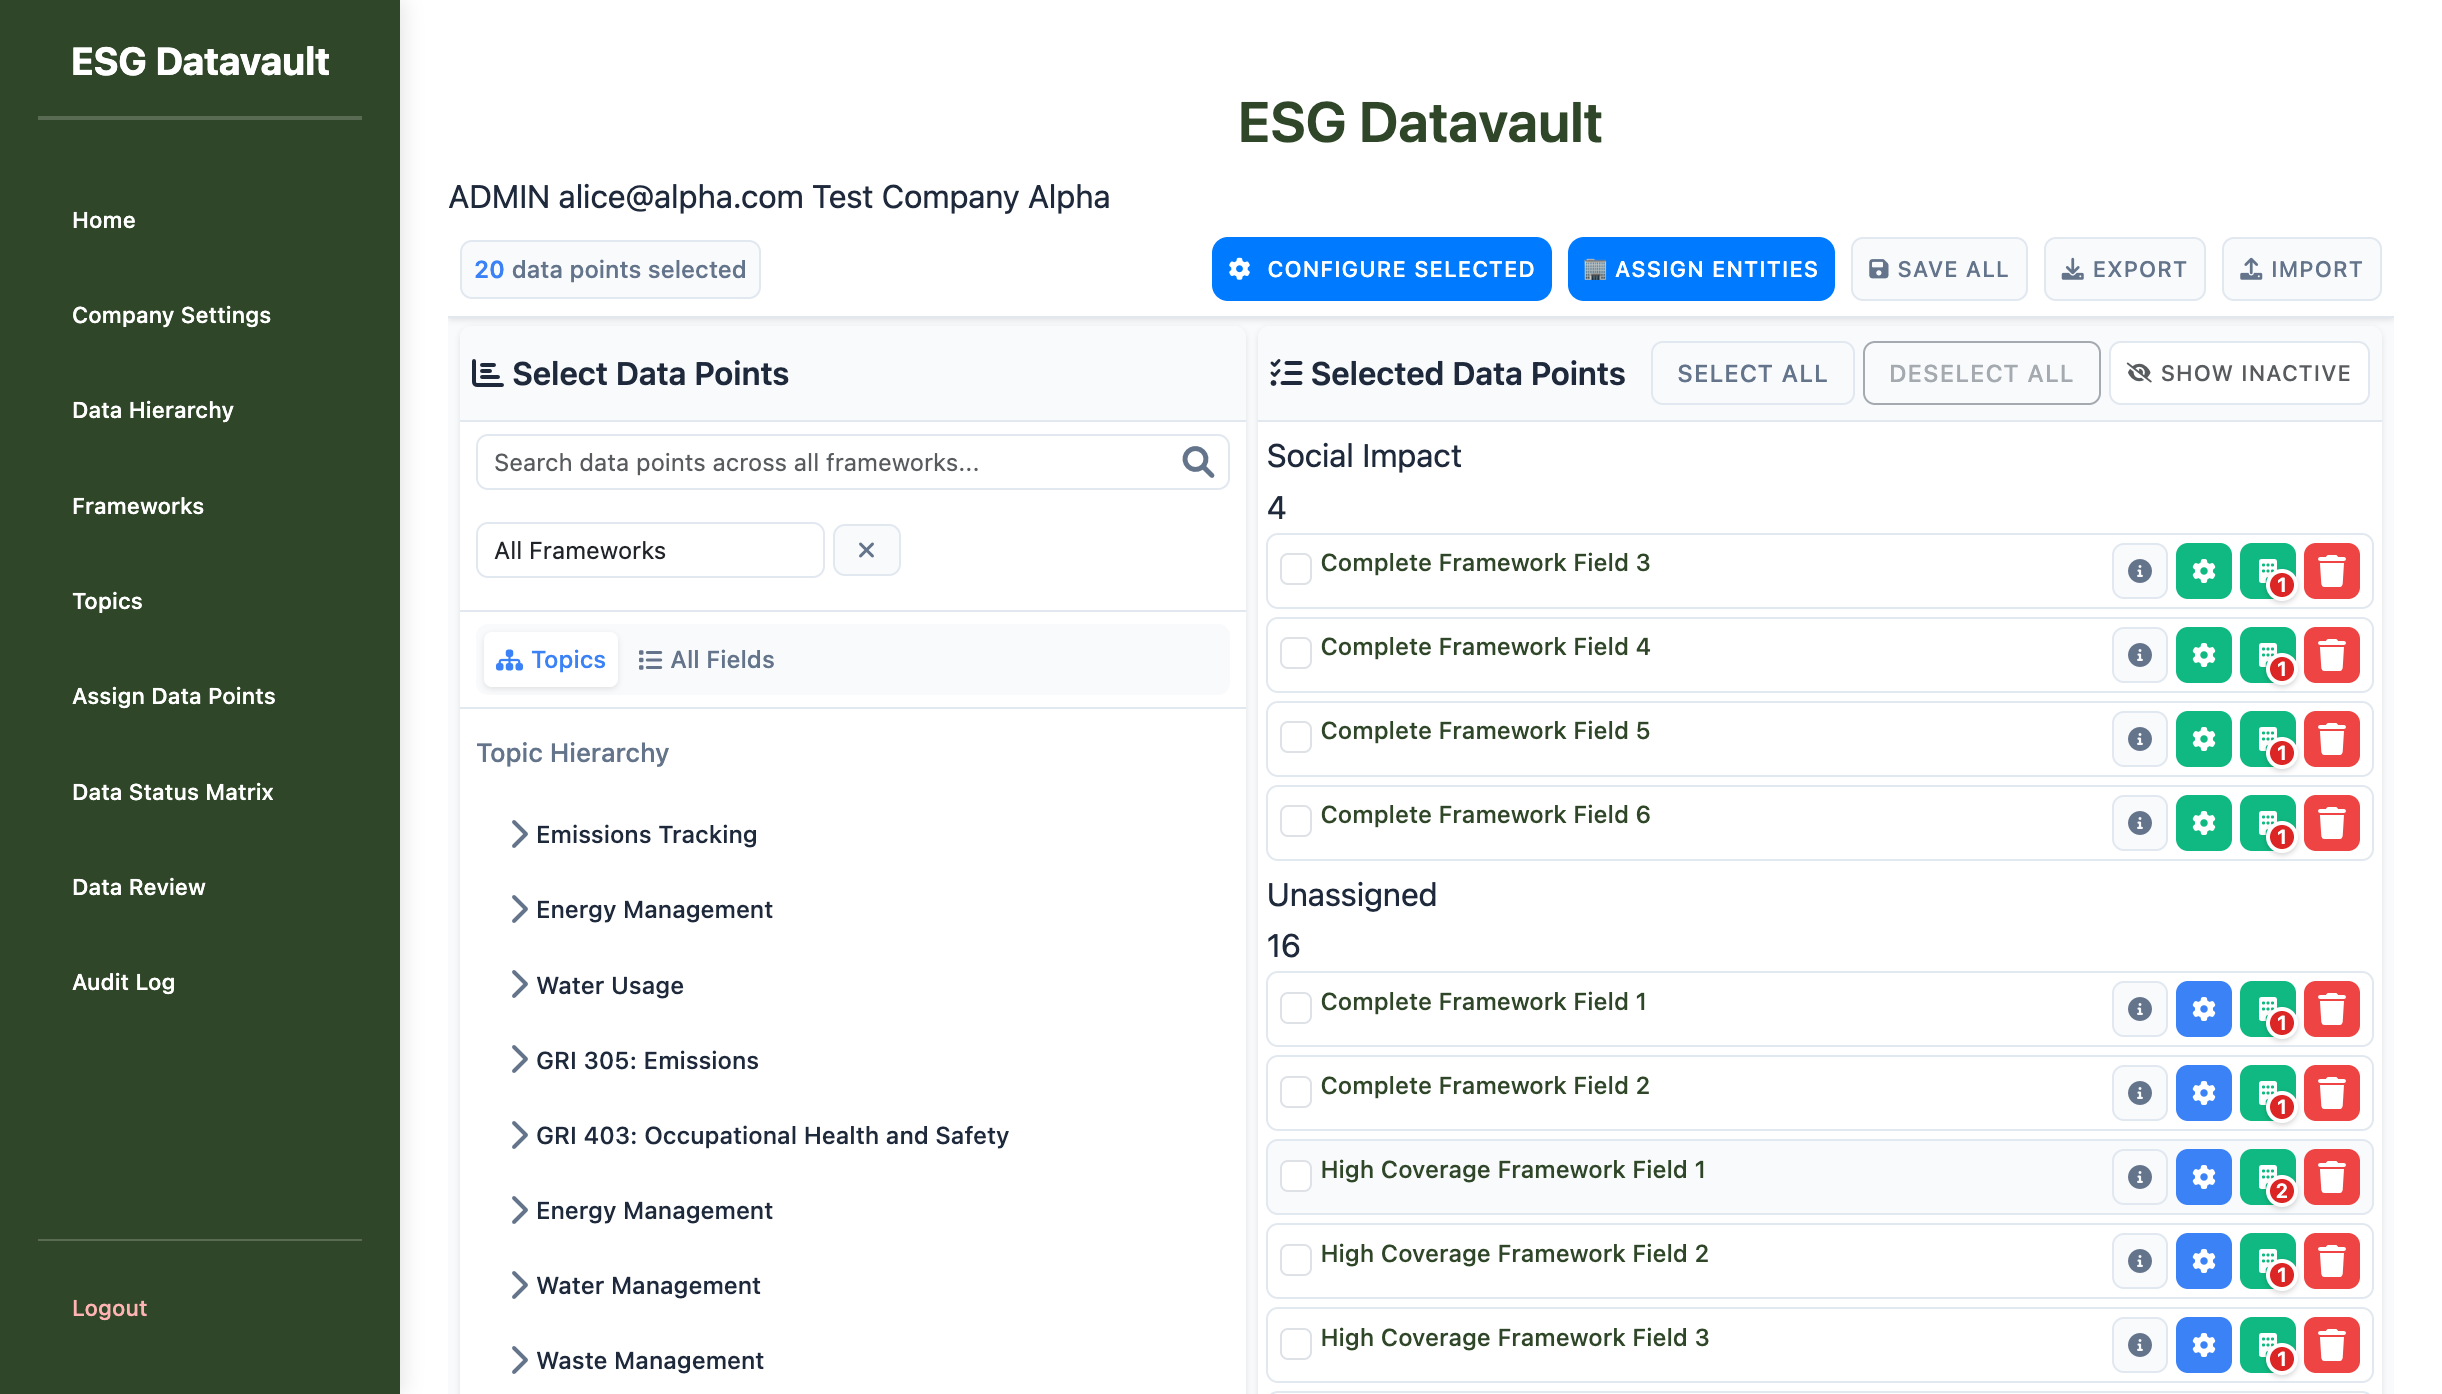 ESG Datavault
Home
Company Settings
Data Hierarchy
Frameworks
Topics
Assign Data Points
Data Status Matrix
Data Review
Audit Log
Logout
ESG Datavault
ADMIN alice@alpha.com Test Company Alpha
20 data points selected
CONFIGURE SELECTED
ASSIGN ENTITIES
SAVE ALL
EXPORT
IMPORT
Select Data Points
Search data points across all frameworks...
All Frameworks
Topics
All Fields
Topic Hierarchy
Emissions Tracking
Energy Management
Water Usage
GRI 305: Emissions
GRI 403: Occupational Health and Safety
Energy Management
Water Management
Waste Management
Selected Data Points
SELECT ALL
DESELECT ALL
SHOW INACTIVE
Social Impact
4
Complete Framework Field 3
1
Complete Framework Field 4
1
Complete Framework Field 5
1
Complete Framework Field 6
1
Unassigned
16
Complete Framework Field 1
1
Complete Framework Field 2
1
High Coverage Framework Field 1
2
High Coverage Framework Field 2
1
High Coverage Framework Field 3
1